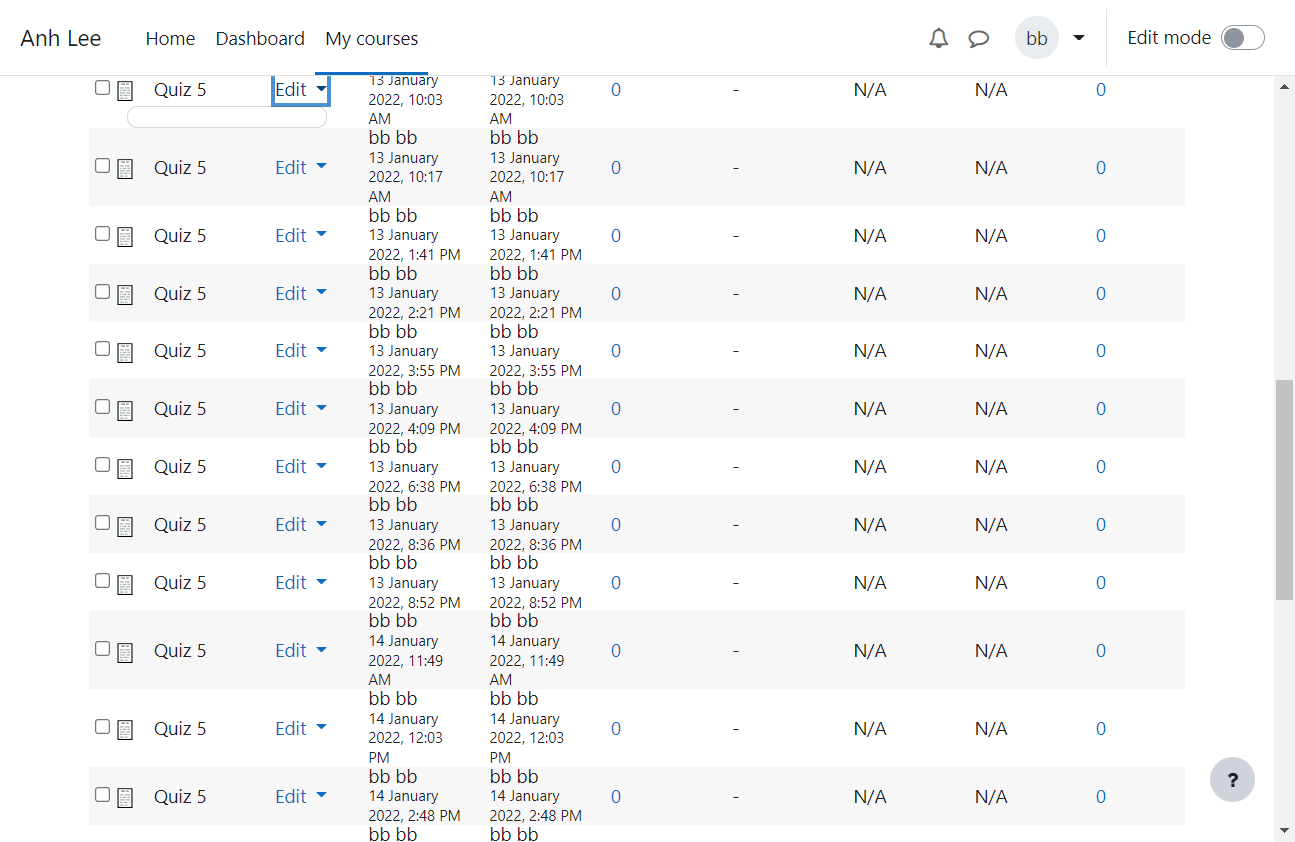 Anh Lee Home Dashboard My courses bb Edit mode
Quiz 5 Edit 13 January 13 January 0 - N/A N/A 0
2022, 10:03 2022, 10:03
AM AM
bb bb bb bb
Quiz 5 Edit 13 January 13 January 0 - N/A N/A 0
2022, 10:17 2022, 10:17
AM AM
bb bb bb bb
Quiz 5 Edit 13 January 13 January 0 - N/A N/A 0
2022, 1:41 PM 2022, 1:41 PM
bb bb bb bb
Quiz 5 Edit 13 January 13 January 0 - N/A N/A 0
2022, 2:21 PM 2022, 2:21 PM
bb bb bb bb
Quiz 5 Edit 13 January 13 January 0 - N/A N/A 0
2022, 3:55 PM 2022, 3:55 PM
bb bb bb bb
Quiz 5 Edit 13 January 13 January 0 - N/A N/A 0
2022, 4:09 PM 2022, 4:09 PM
bb bb bb bb
Quiz 5 Edit 13 January 13 January 0 - N/A N/A 0
2022, 6:38 PM 2022, 6:38 PM
bb bb bb bb
Quiz 5 Edit 13 January 13 January 0 - N/A N/A 0
2022, 8:36 PM 2022, 8:36 PM
bb bb bb bb
Quiz 5 Edit 13 January 13 January 0 - N/A N/A 0
2022, 8:52 PM 2022, 8:52 PM
bb bb bb bb
Quiz 5 Edit 14 January 14 January 0 - N/A N/A 0
2022, 11:49 2022, 11:49
AM AM
bb bb bb bb
Quiz 5 Edit 14 January 14 January 0 - N/A N/A 0
2022, 12:03 2022, 12:03
PM PM
bb bb bb bb
Quiz 5 Edit 14 January 14 January 0 - N/A N/A 0
2022, 2:48 PM 2022, 2:48 PM
bb bb bb bb
?